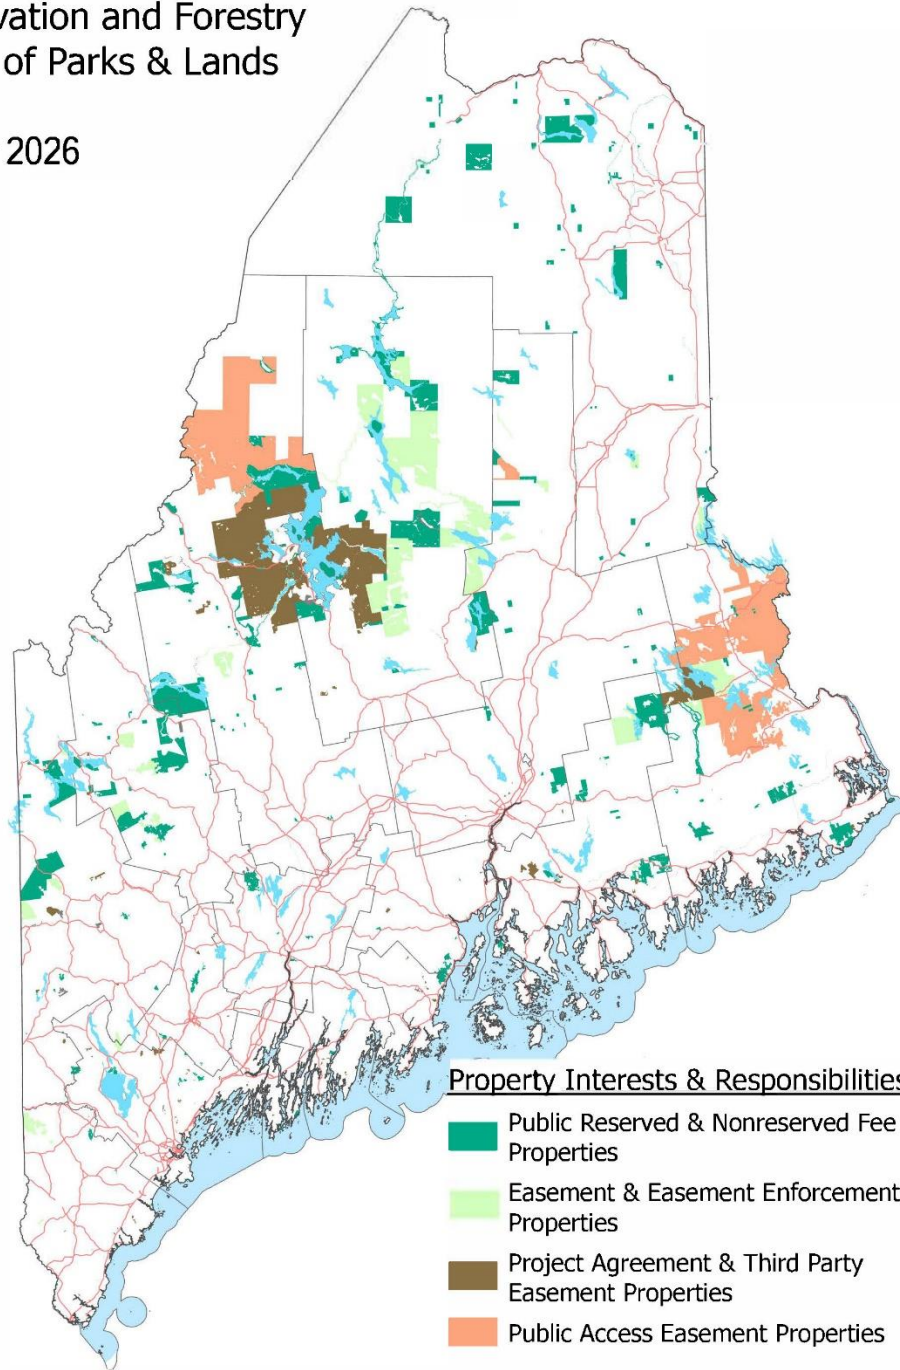 vation and Forestry
of Parks & Lands
2026
Property Interests & Responsibilities
Public Reserved & Nonreserved Fee
Properties
Easement & Easement Enforcement
Properties
Project Agreement & Third Party
Easement Properties
Public Access Easement Properties